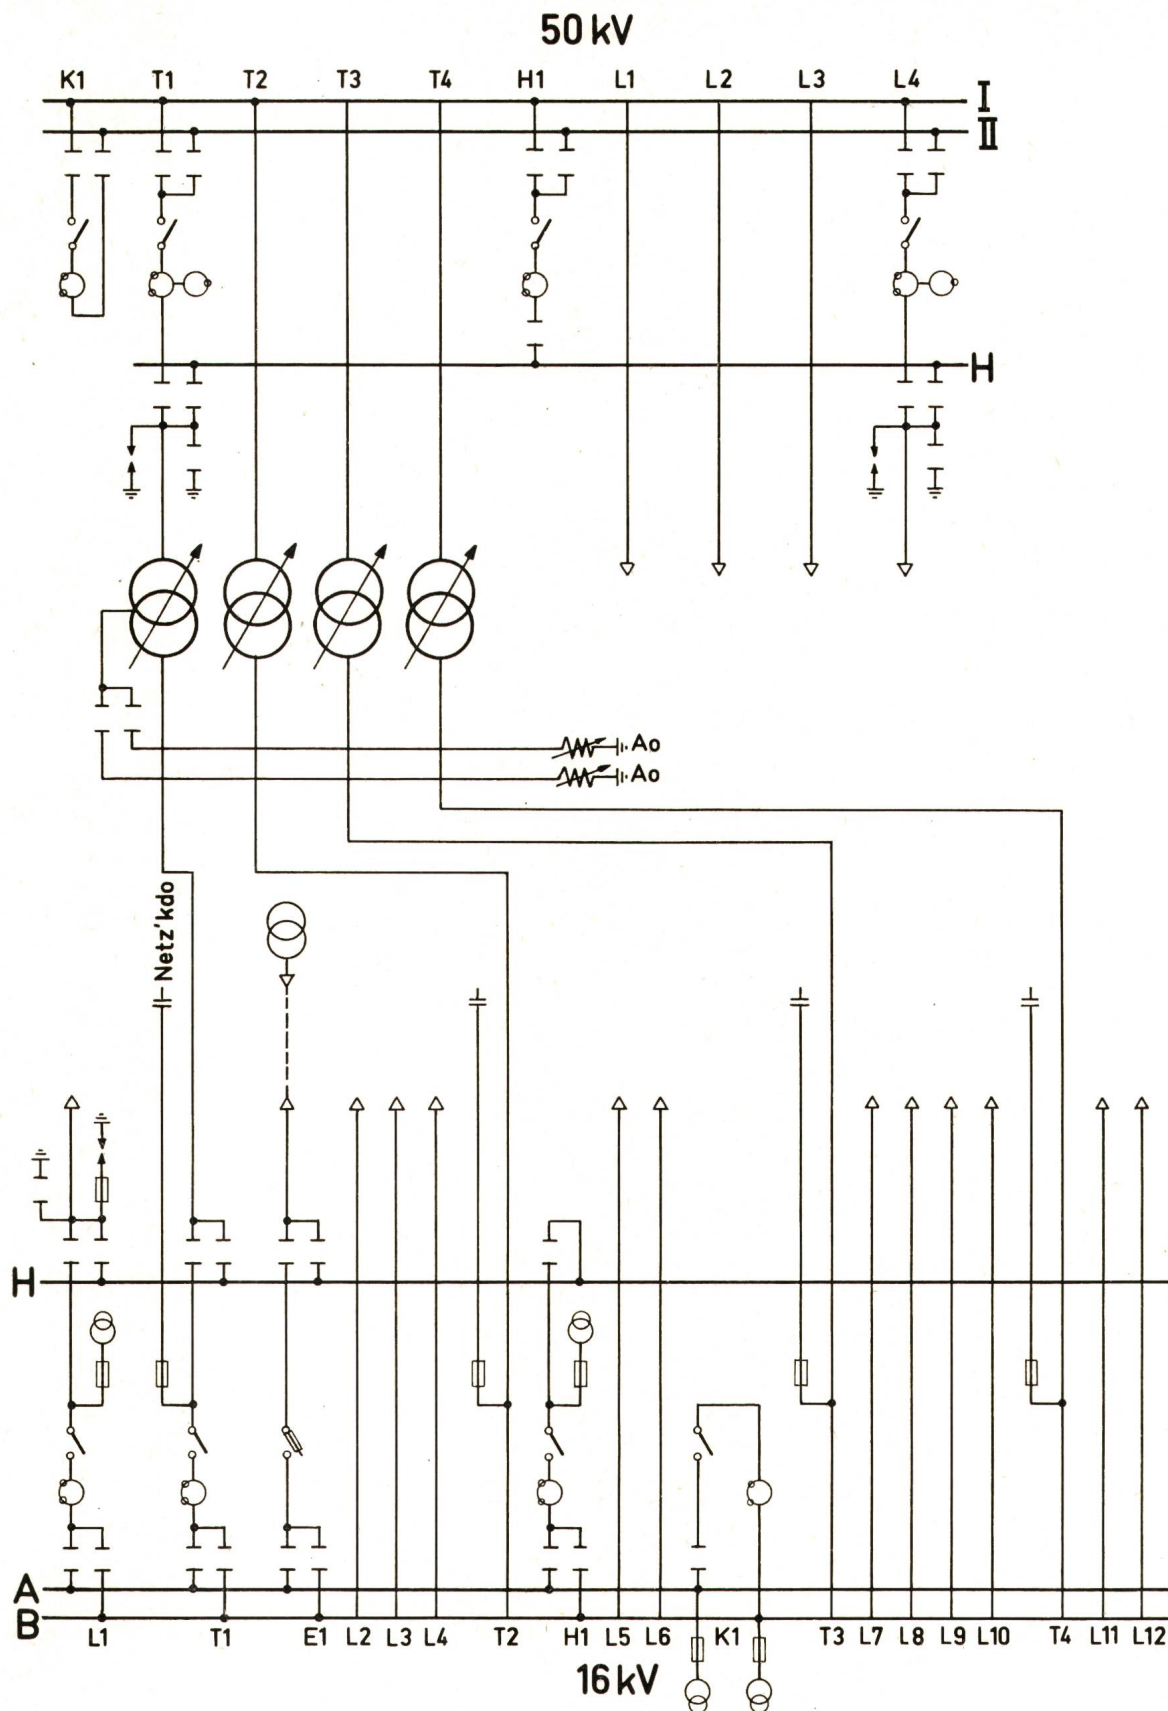 50 kV
K1 T1 T2 T3 T4 H1 L1 L2 L3 L4
I
II
H
Ao
Ao
Netz'kdo
H
A
B
L1 T1 E1 L2 L3 L4 T2 H1 L5 L6 K1 T3 L7 L8 L9 L10 T4 L11 L12
16 kV